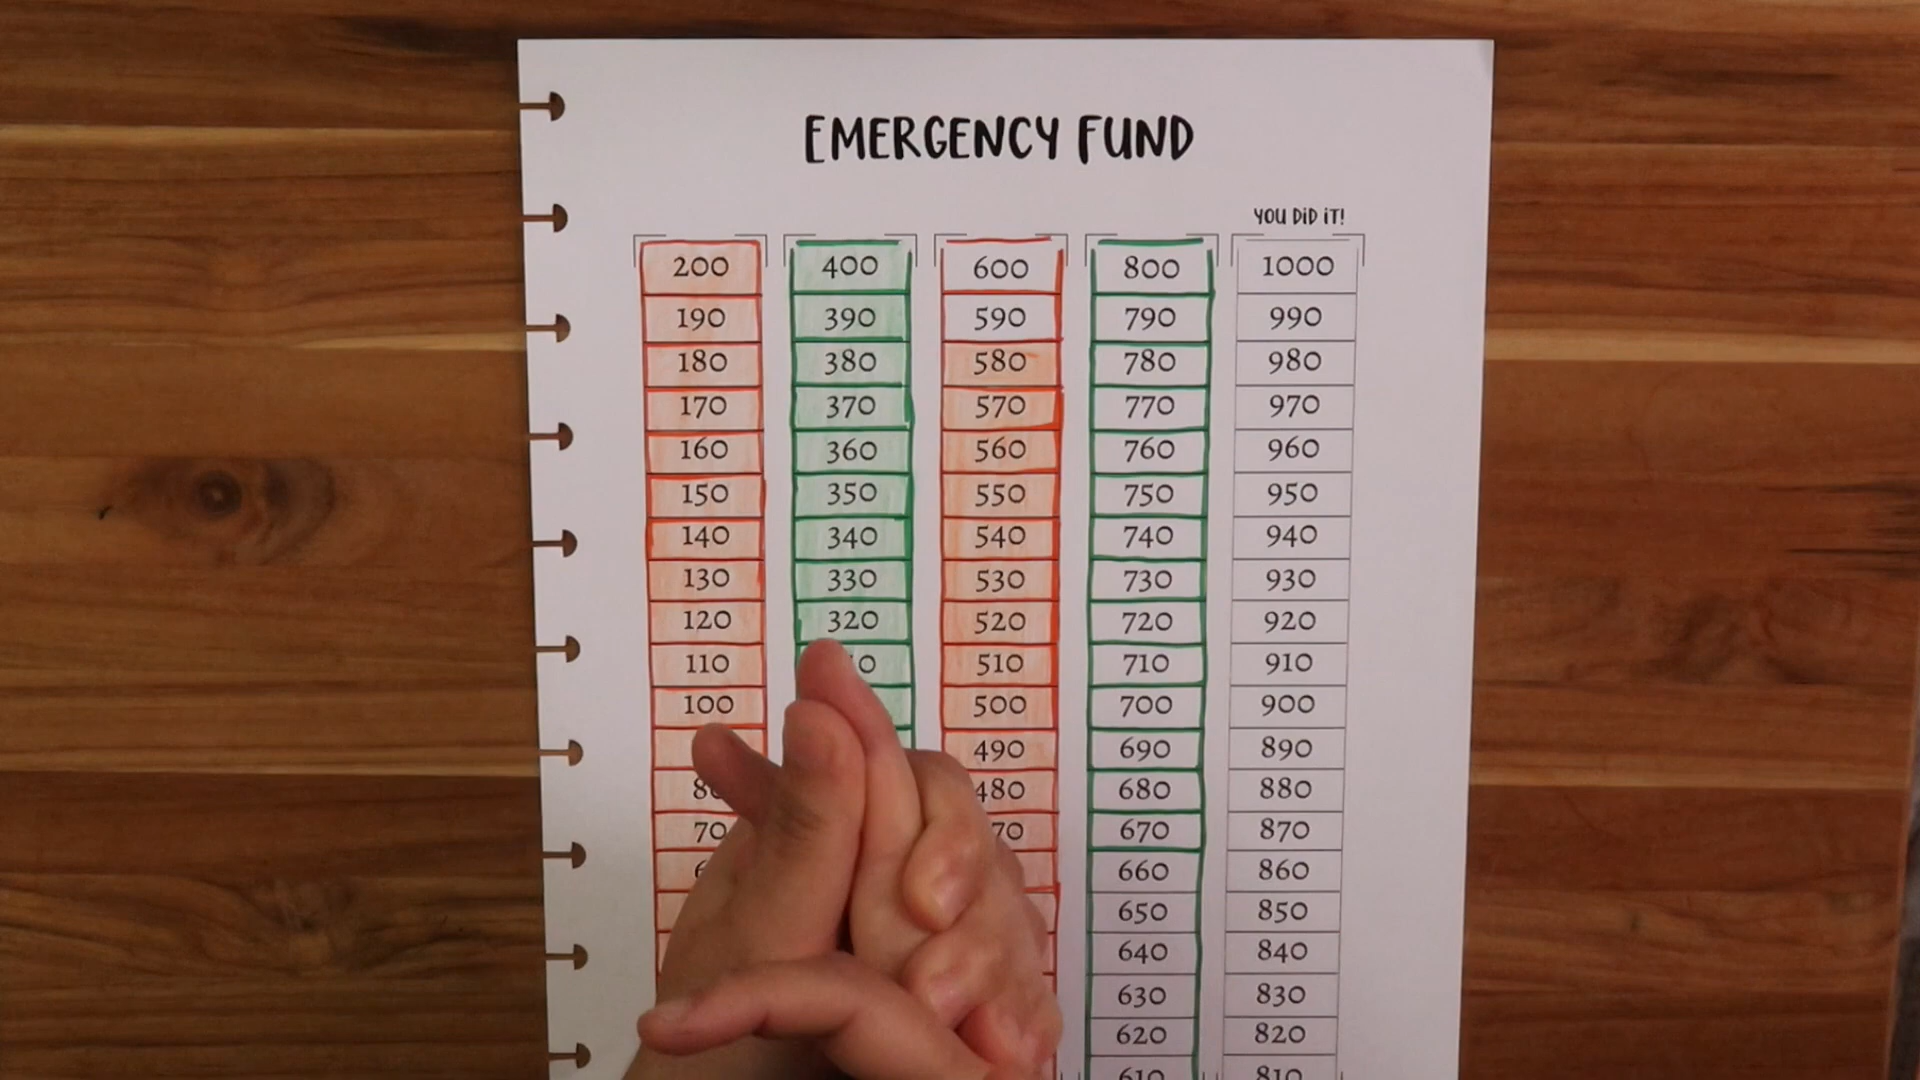 EMERGENCY FUND
YOU DID IT!
200 400 600 800 1000
190 390 590 790 990
180 380 580 780 980
170 370 570 770 970
160 360 560 760 960
150 350 550 750 950
140 340 540 740 940
130 330 530 730 930
120 320 520 720 920
110 510 710 910
100 500 700 900
490 690 890
480 680 880
70 670 870
660 860
650 850
640 840
630 830
620 820
610 810